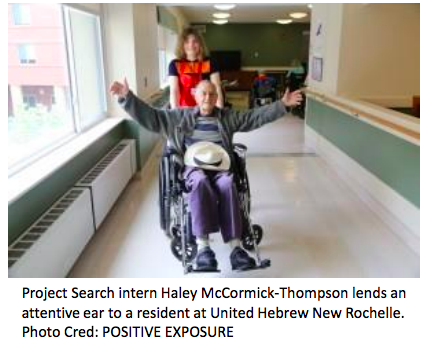 Project Search intern Haley McCormick-Thompson lends an
attentive ear to a resident at United Hebrew New Rochelle.
Photo Cred: POSITIVE EXPOSURE